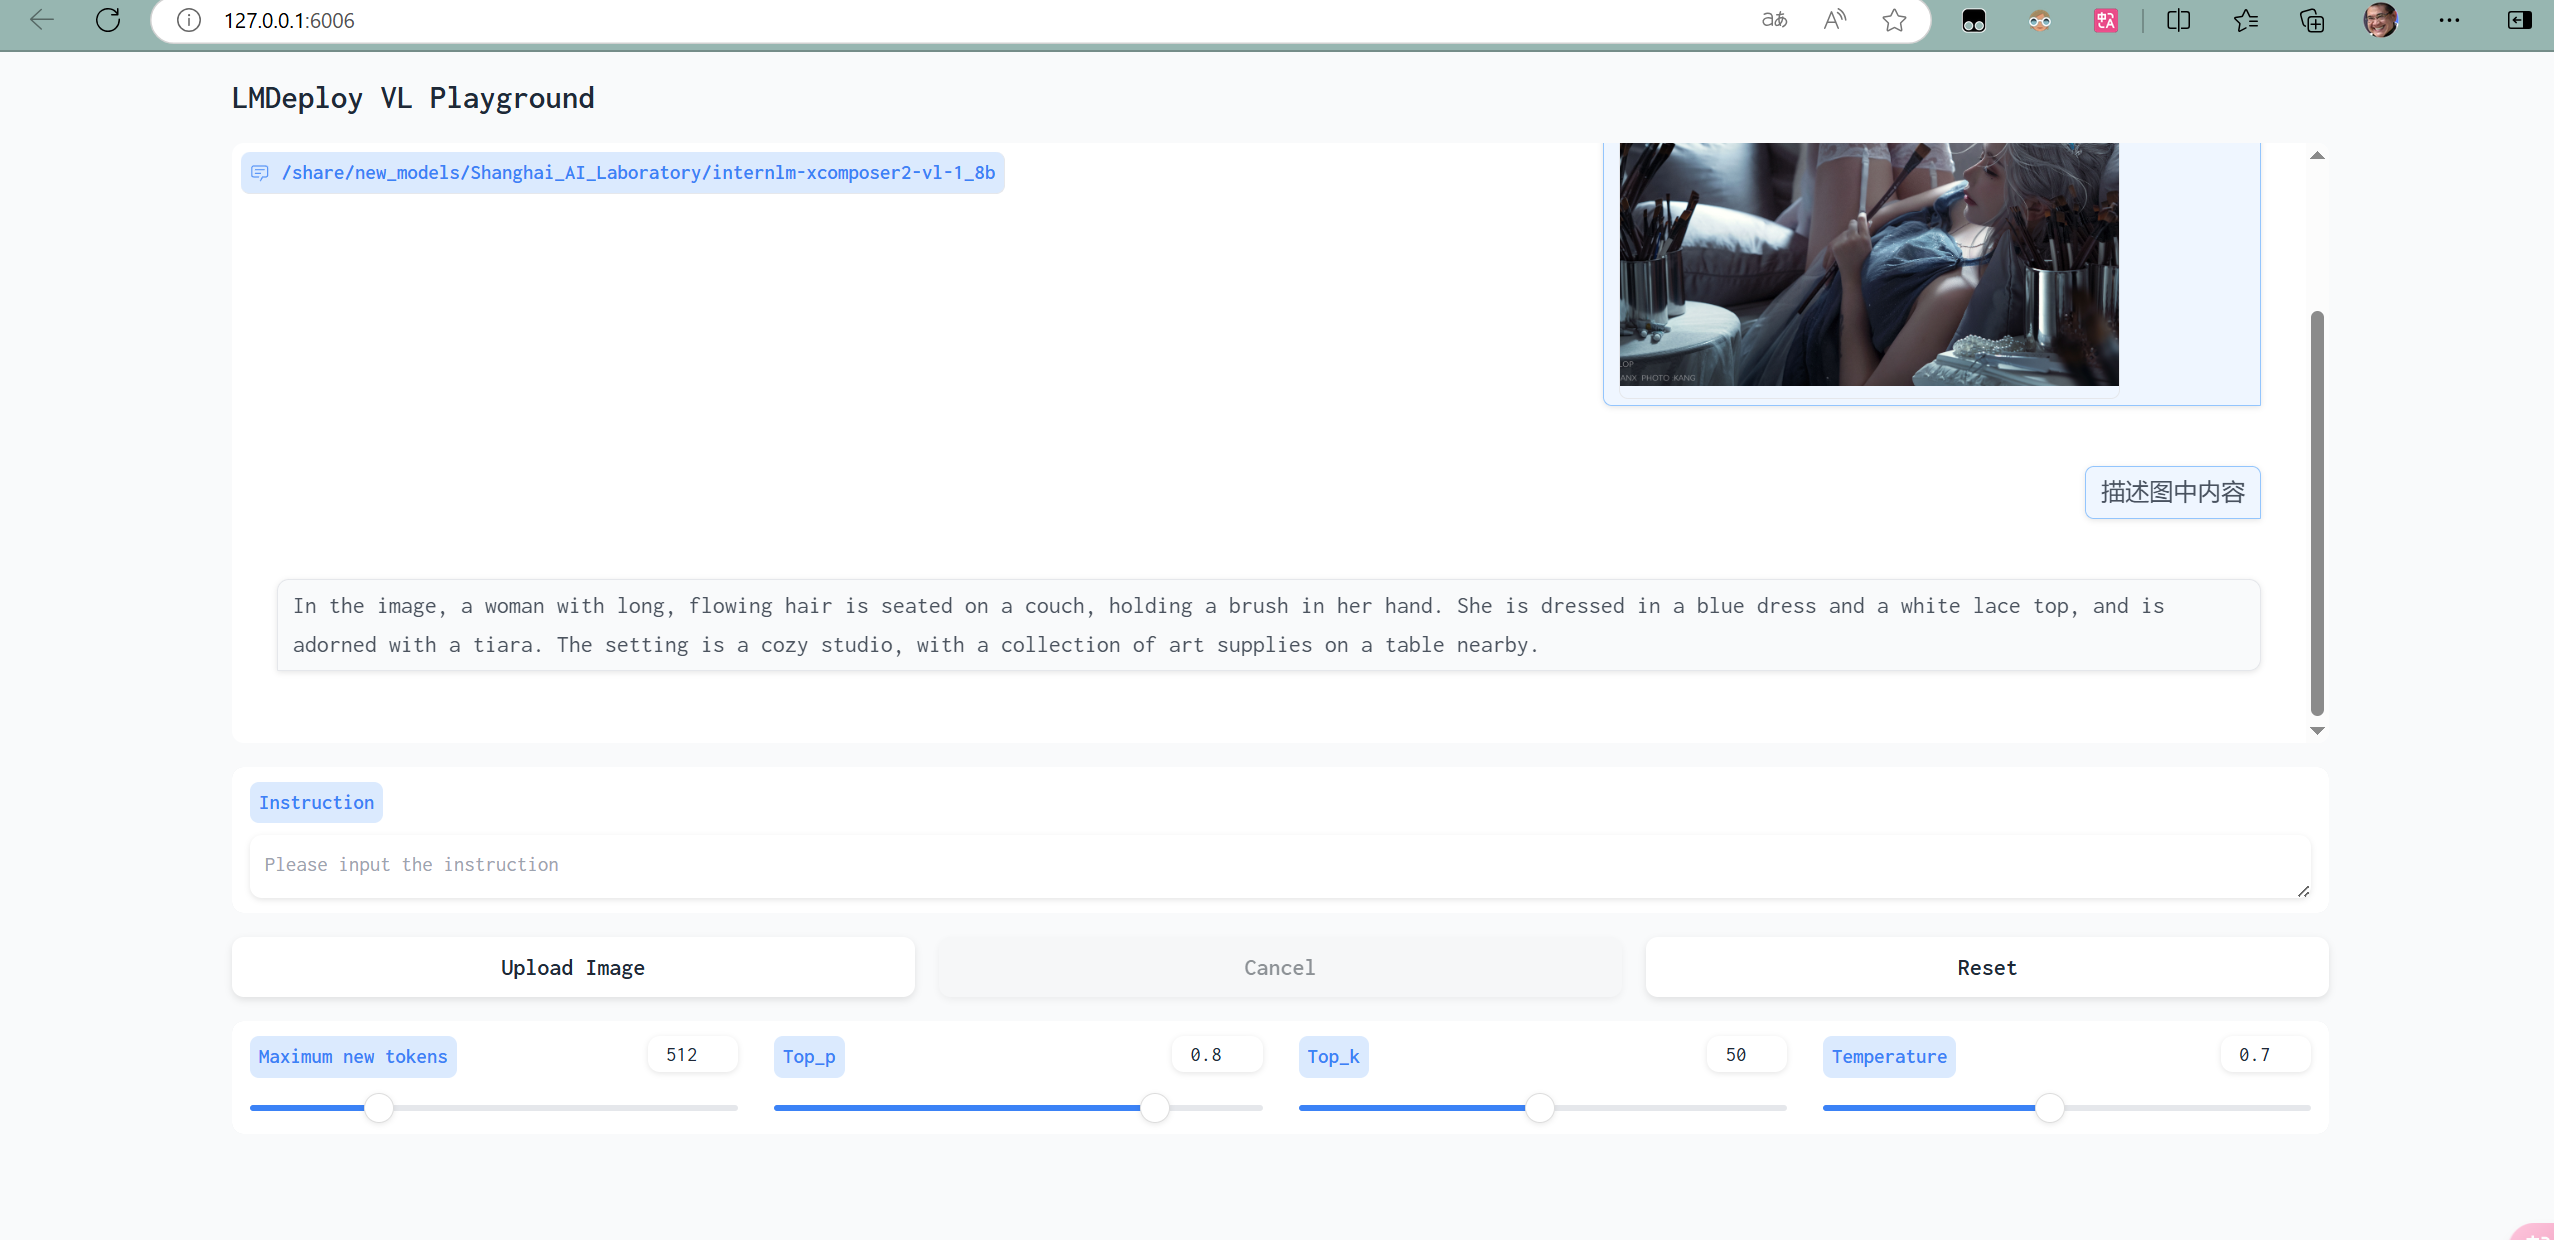 127.0.0.1:6006
LMDeploy VL Playground
/share/new_models/Shanghai_AI_Laboratory/internlm-xcomposer2-vl-1_8b
LOP
ANX PHOTO KANG
描述图中内容
In the image, a woman with long, flowing hair is seated on a couch, holding a brush in her hand. She is dressed in a blue dress and a white lace top, and is
adorned with a tiara. The setting is a cozy studio, with a collection of art supplies on a table nearby.
Instruction
Please input the instruction
Upload Image
Cancel
Reset
Maximum new tokens
512
Top_p
0.8
Top_k
50
Temperature
0.7